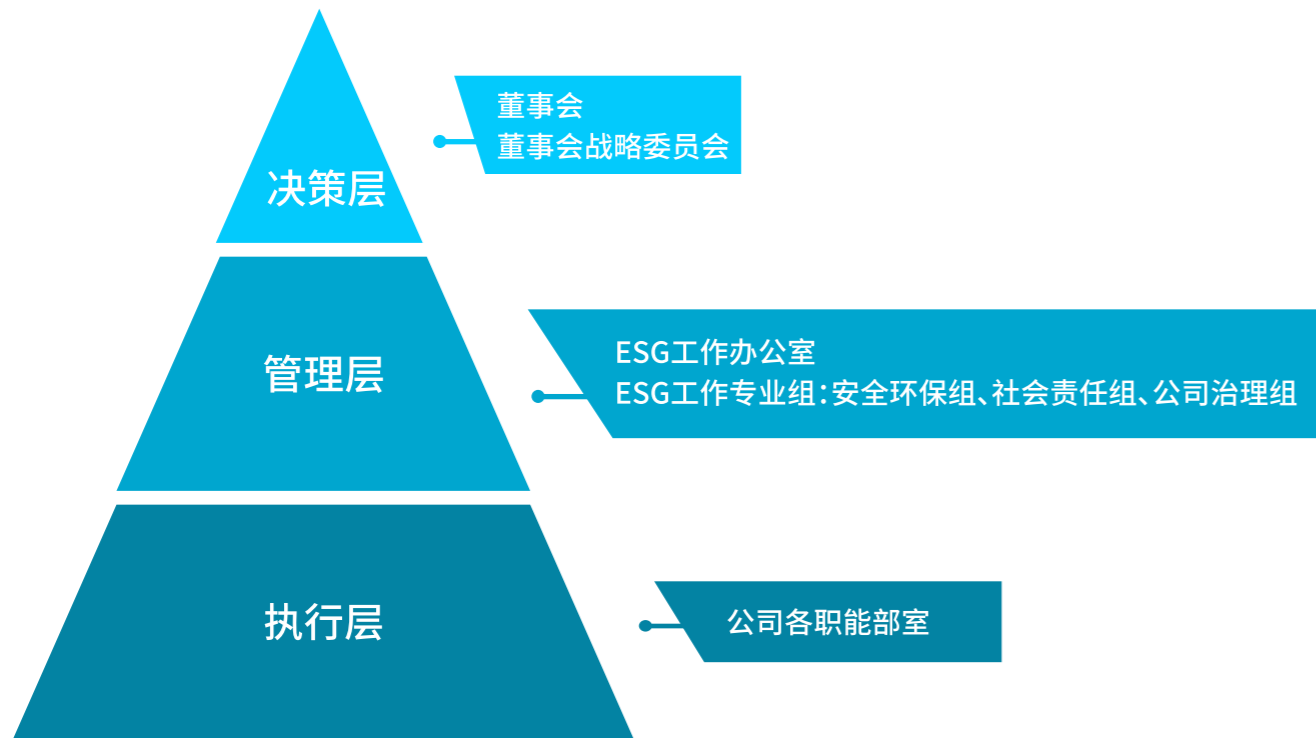 董事会
董事会战略委员会
决策层
ESG工作办公室
管理层
ESG工作专业组：安全环保组、社会责任组、公司治理组
执行层
公司各职能部室